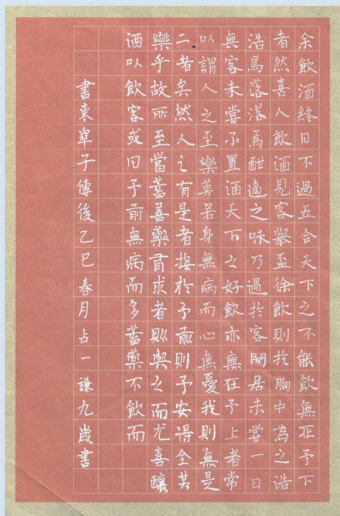 余飲酒終日不過五合天下之不能飲無在予下
者然喜人飲酒見客舉盃徐飲則於胸中為之浩
浩焉落落焉酣適之味乃過於客閒居未嘗一日
無客未嘗不置酒天下之好飲亦無在予上者常
以謂人之至樂莫若身無病而心無憂我則無是
二者矣然人之有是者接於予前則予安得全其
樂乎故所至當蓄善藥有求者則與之而尤喜釀
酒以飲客或曰予前無病而多蓄藥不飲而
書東皐子傳後乙巳春月占一謙九歲書